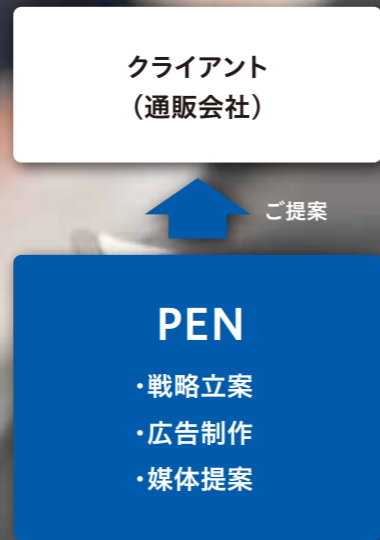 クライアント
（通販会社）
ご提案
PEN
・戦略立案
・広告制作
・媒体提案